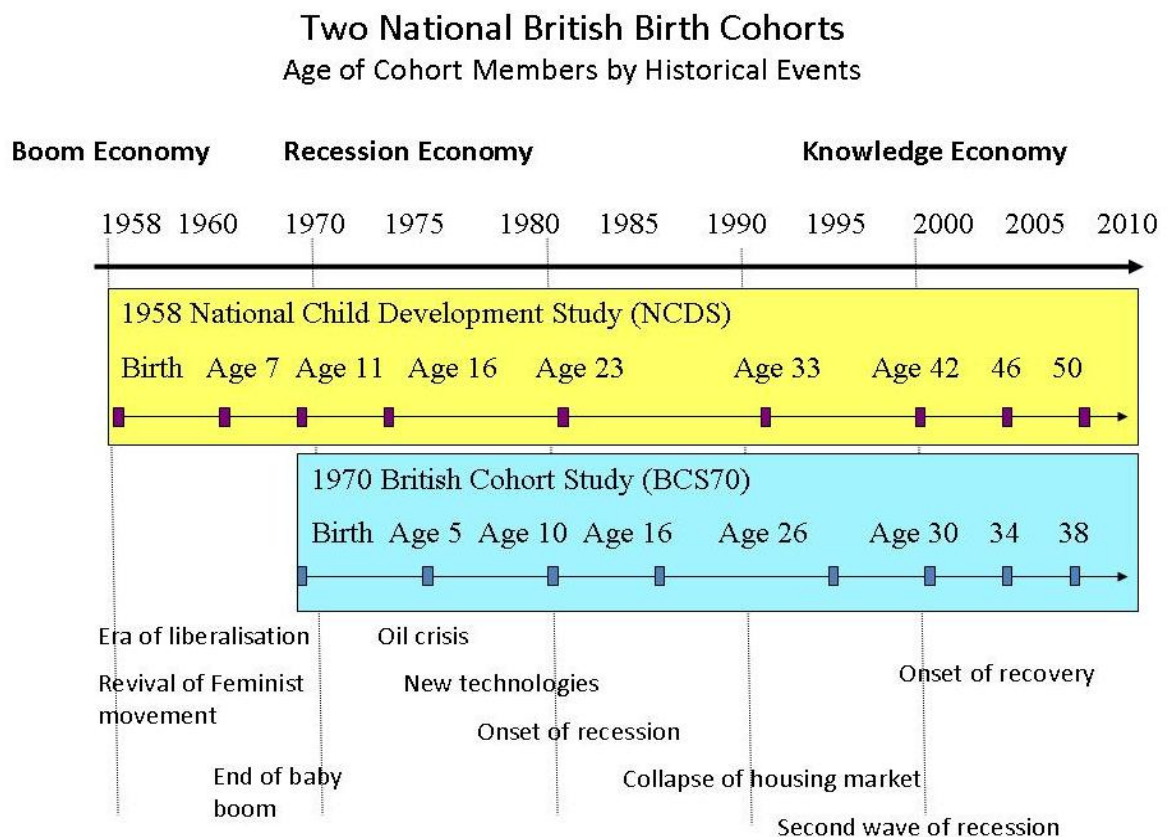 Two National British Birth Cohorts
Age of Cohort Members by Historical Events
Boom Economy Recession Economy Knowledge Economy
1958 1960 1970 1975 1980 1985 1990 1995 2000 2005 2010
1958 National Child Development Study (NCDS)
Birth Age 7 Age 11 Age 16 Age 23 Age 33 Age 42 46 50
1970 British Cohort Study (BCS70)
Birth Age 5 Age 10 Age 16 Age 26 Age 30 34 38
Era of liberalisation Oil crisis
Onset of recovery
Revival of Feminist New technologies
movement
Onset of recession
End of baby Collapse of housing market
boom
Second wave of recession